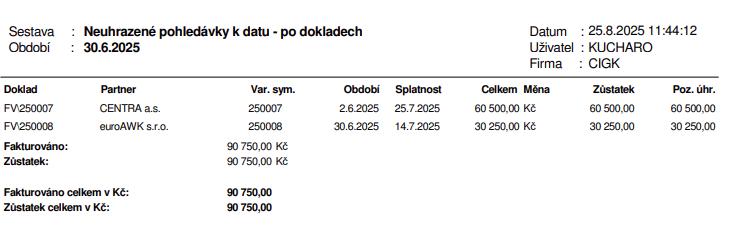 Sestava : Neuhrazené pohledávky k datu - po dokladech Datum : 25.8.2025 11:44:12
Období : 30.6.2025 Uživatel : KUCHARO
Firma : CIGK
Doklad Partner Var. sym. Období Splatnost Celkem Měna Zůstatek Poz. úhr.
FV\250007 CENTRA a.s. 250007 2.6.2025 25.7.2025 60 500,00 Kč 60 500,00 60 500,00
FV\250008 euroAWK s.r.o. 250008 30.6.2025 14.7.2025 30 250,00 Kč 30 250,00 30 250,00
Fakturováno: 90 750,00 Kč
Zůstatek: 90 750,00 Kč
Fakturováno celkem v Kč: 90 750,00
Zůstatek celkem v Kč: 90 750,00